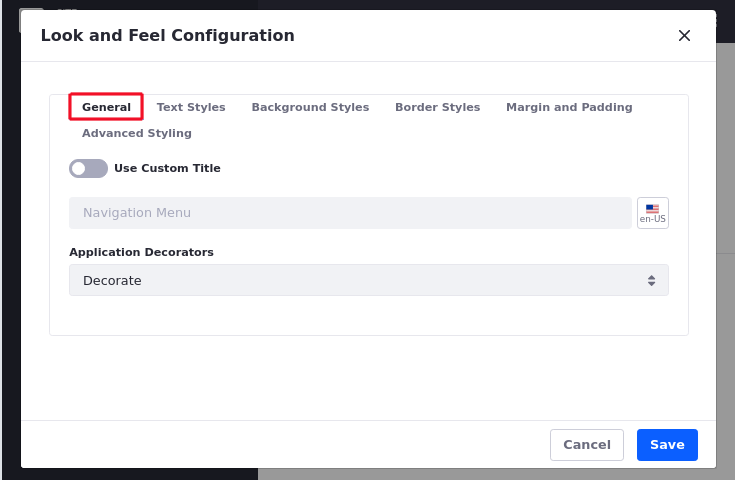 Look and Feel Configuration
General Text Styles Background Styles Border Styles Margin and Padding
Advanced Styling
Use Custom Title
Navigation Menu
en-US
Application Decorators
Decorate
Cancel Save